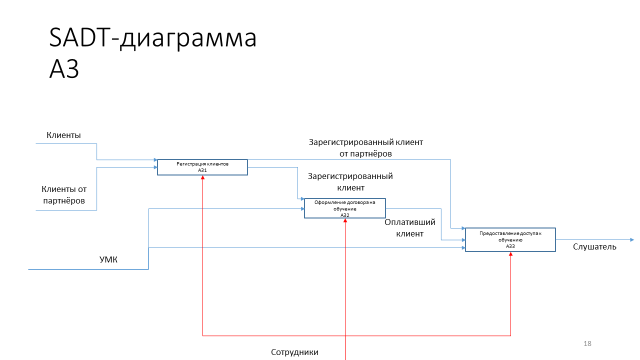 SADT-диаграмма
А3
Клиенты
Зарегистрированный клиент
от партнёров
Регистрация клиентов
А31
Зарегистрированный
клиент
Клиенты от
партнёров
Оформление договора на
обучение
А32
Оплативший
клиент
Предоставление доступа к
обучению
А33
Слушатель
УМК
Сотрудники
18